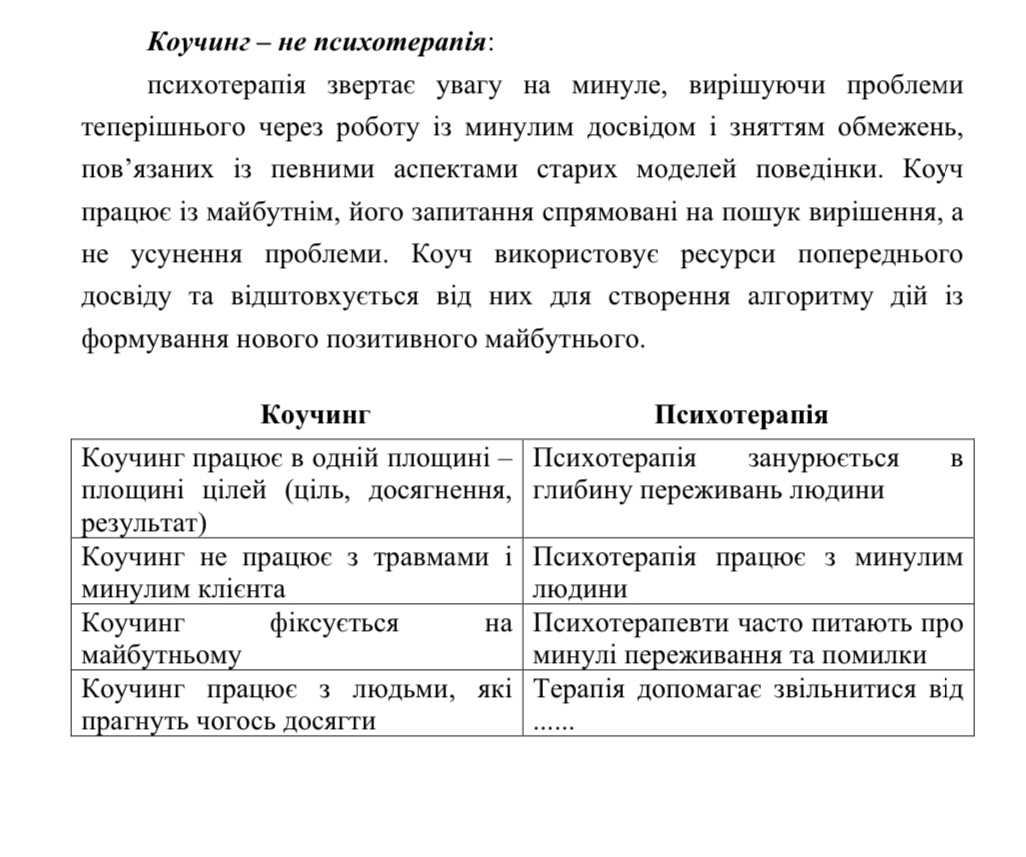 Коучинг – не психотерапія:
психотерапія звертає увагу на минуле, вирішуючи проблеми
теперішнього через роботу із минулим досвідом і зняттям обмежень,
пов’язаних із певними аспектами старих моделей поведінки. Коуч
працює із майбутнім, його запитання спрямовані на пошук вирішення, а
не усунення проблеми. Коуч використовує ресурси попереднього
досвіду та відштовхується від них для створення алгоритму дій із
формування нового позитивного майбутнього.
Коучинг Психотерапія
Коучинг працює в одній площині –
площині цілей (ціль, досягнення,
результат)
Психотерапія занурюється в
глибину переживань людини
Коучинг не працює з травмами і
минулим клієнта
Психотерапія працює з минулим
людини
Коучинг фіксується на
майбутньому
Психотерапевти часто питають про
минулі переживання та помилки
Коучинг працює з людьми, які
прагнуть чогось досягти
Терапія допомагає звільнитися від
......